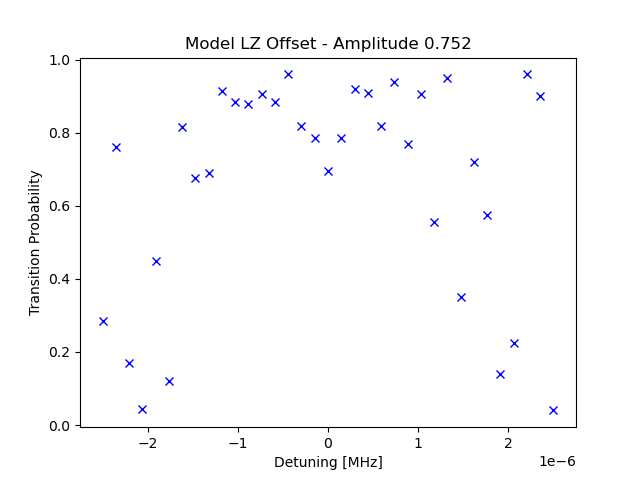 Model LZ Offset - Amplitude 0.752
1.0
0.8
0.6
0.4
0.2
0.0
Transition Probability
−2
−1
0
1
2
Detuning [MHz]
1e−6